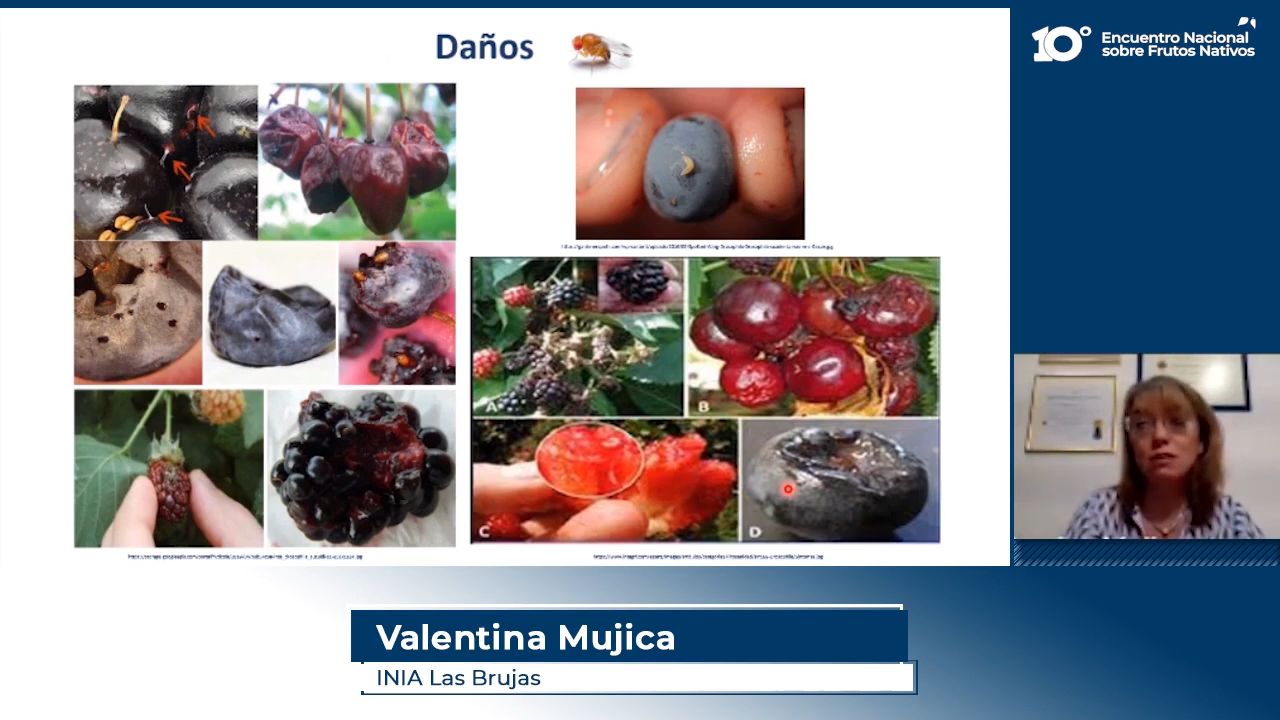 Daños
10°
Encuentro Nacional
sobre Frutos Nativos
A
B
C
D
Valentina Mujica
INIA Las Brujas